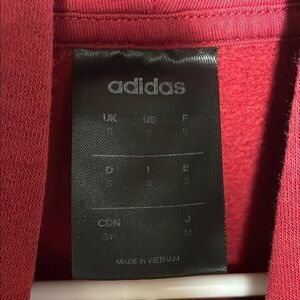 adidas
UK US F
S S S
D I E
S S S
CDN J
S/P M
MADE IN VIETNAM